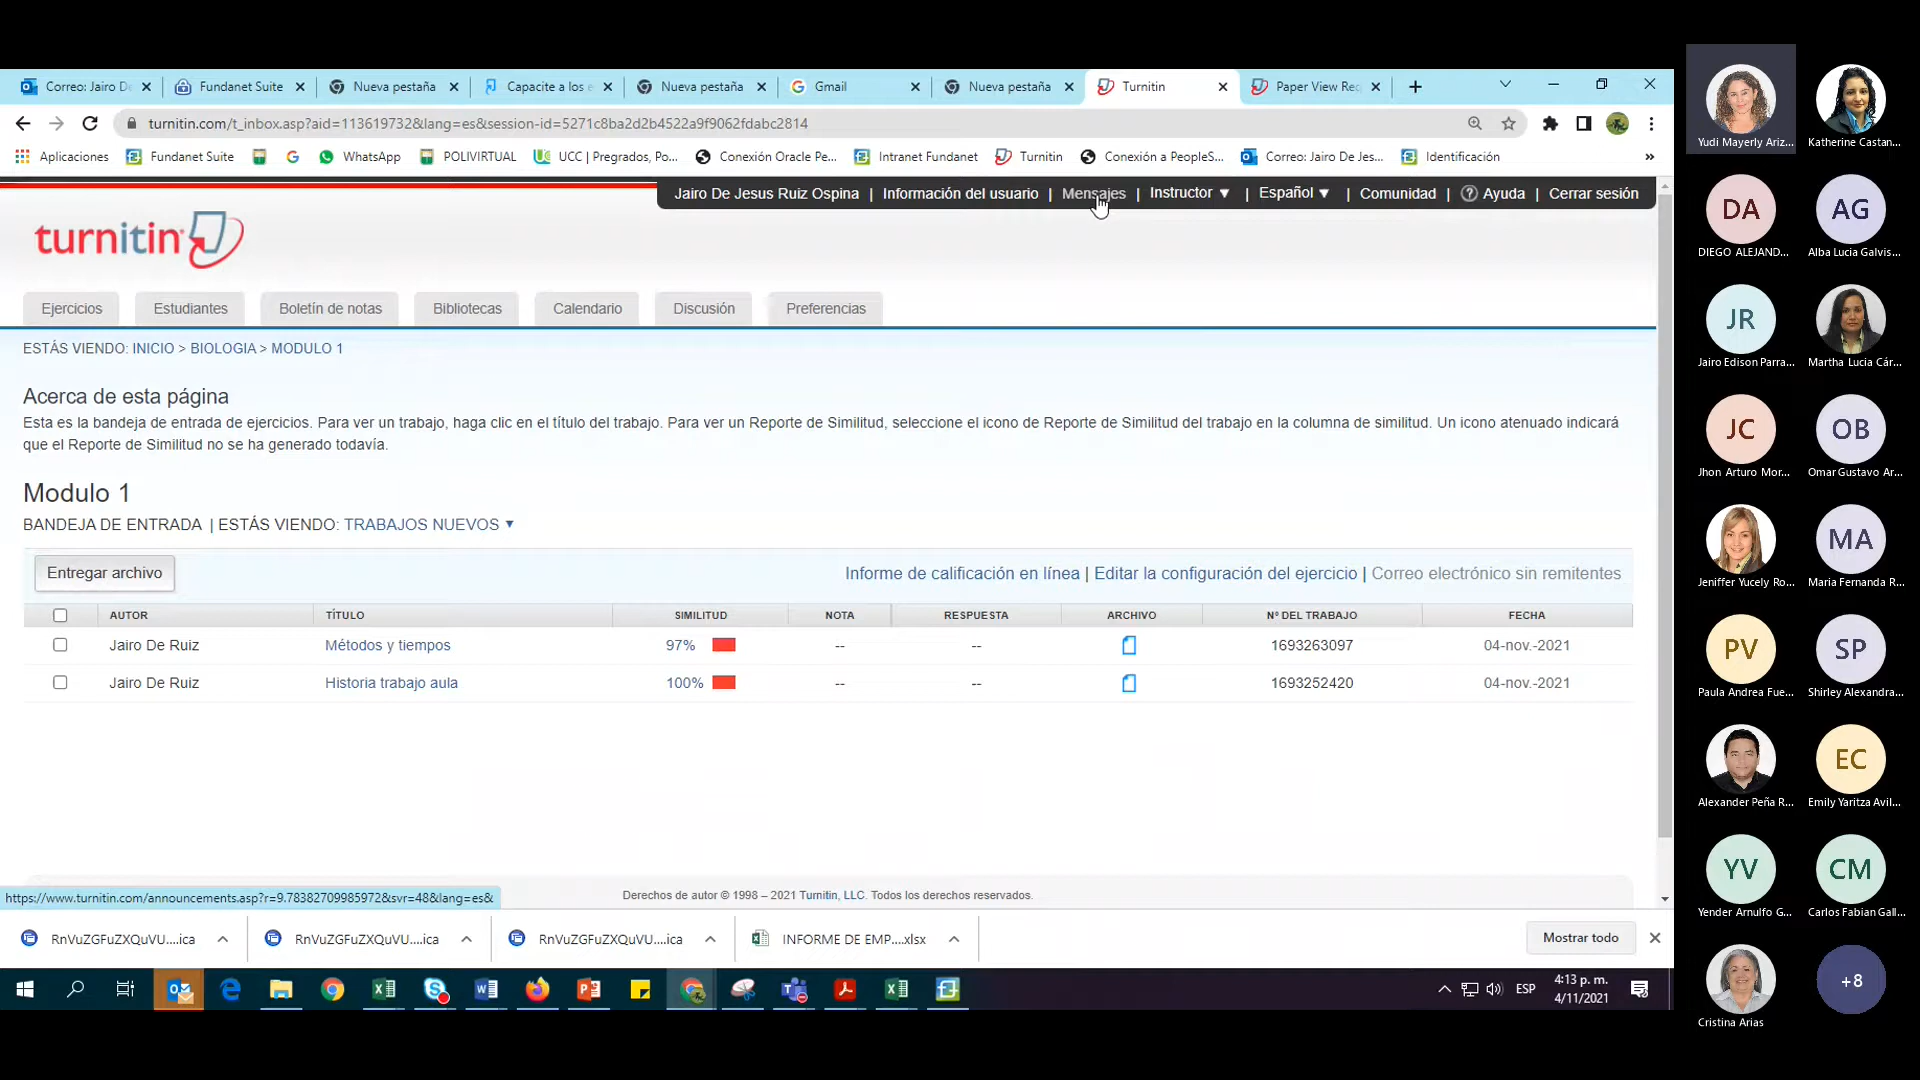 Correo: Jairo D
Fundanet Suite
Nueva pestaña
Capacite a los e
Nueva pestaña
Gmail
Nueva pestaña
Turnitin
Paper View Req
turnitin.com/t_inbox.asp?aid=113619732&lang=es&session-id=5271c8ba2d2b4522a9f9062fdabc2814
Aplicaciones
Fundanet Suite
WhatsApp
POLIVIRTUAL
UCC | Pregrados, Po...
Conexión Oracle Pe...
Intranet Fundanet
Turnitin
Conexión a PeopleS...
Correo: Jairo De Jes...
Identificación
»
Jairo De Jesus Ruiz Ospina | Información del usuario | Mensajes | Instructor ▼ | Español ▼ | Comunidad | ? Ayuda | Cerrar sesión
turnitin
Ejercicios
Estudiantes
Boletín de notas
Bibliotecas
Calendario
Discusión
Preferencias
ESTÁS VIENDO: INICIO > BIOLOGIA > MODULO 1
Acerca de esta página
Esta es la bandeja de entrada de ejercicios. Para ver un trabajo, haga clic en el título del trabajo. Para ver un Reporte de Similitud, seleccione el icono de Reporte de Similitud del trabajo en la columna de similitud. Un icono atenuado indicará
que el Reporte de Similitud no se ha generado todavía.
Modulo 1
BANDEJA DE ENTRADA | ESTÁS VIENDO: TRABAJOS NUEVOS ▼
Entregar archivo
Informe de calificación en línea | Editar la configuración del ejercicio | Correo electrónico sin remitentes
AUTOR TÍTULO SIMILITUD NOTA RESPUESTA ARCHIVO Nº DEL TRABAJO FECHA
Jairo De Ruiz Métodos y tiempos 97% -- -- 1693263097 04-nov.-2021
Jairo De Ruiz Historia trabajo aula 100% -- -- 1693252420 04-nov.-2021
https://www.turnitin.com/announcements.asp?r=9.78382709985972&svr=48&lang=es&
Derechos de autor © 1998 – 2021 Turnitin, LLC. Todos los derechos reservados.
RnVuZGFuZXQuVU....ica
RnVuZGFuZXQuVU....ica
RnVuZGFuZXQuVU....ica
INFORME DE EMP....xlsx
Mostrar todo
ESP
4:13 p. m.
4/11/2021
Yudi Mayerly Ariz...
Katherine Castan...
DA
DIEGO ALEJAND...
AG
Alba Lucia Galvis...
JR
Jairo Edison Parra...
Martha Lucia Cár...
JC
Jhon Arturo Mor...
OB
Omar Gustavo Ar...
Jeniffer Yucely Ro...
MA
Maria Fernanda R...
PV
Paula Andrea Fue...
SP
Shirley Alexandra...
Alexander Peña R...
EC
Emily Yaritza Avil...
YV
Yender Arnulfo G...
CM
Carlos Fabian Gall...
Cristina Arias
+8